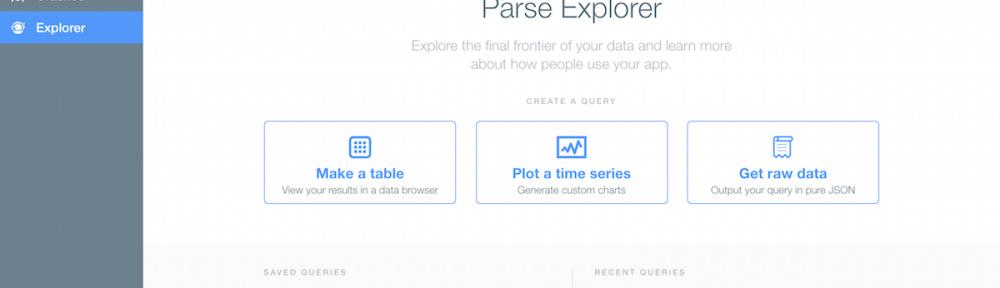 Parse Explorer
Explorer
Explore the final frontier of your data and learn more
about how people use your app.
CREATE A QUERY
Make a table
View your results in a data browser
Plot a time series
Generate custom charts
Get raw data
Output your query in pure JSON
SAVED QUERIES
RECENT QUERIES